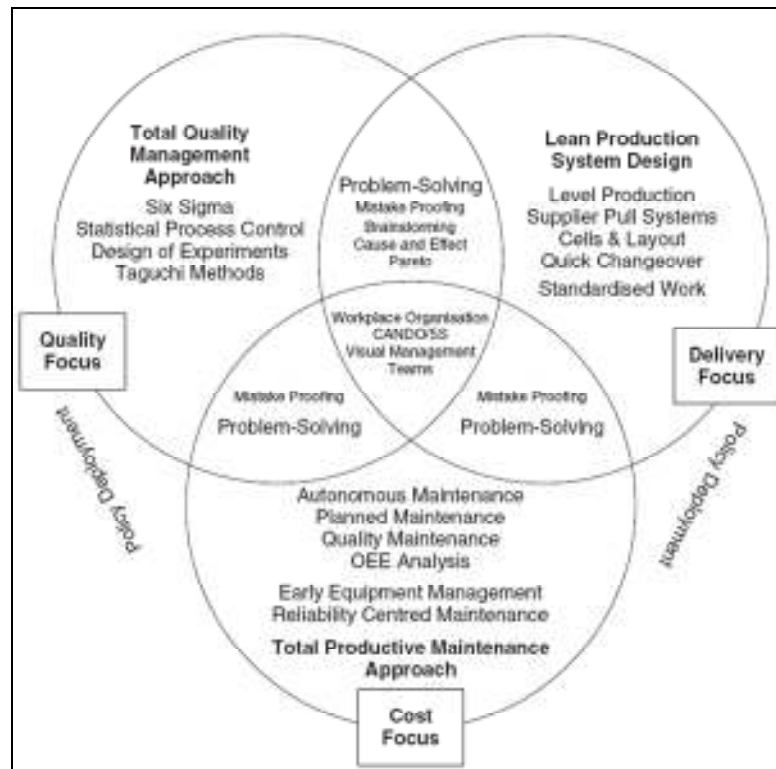 Total Quality
Management
Approach
Six Sigma
Statistical Process Control
Design of Experiments
Taguchi Methods
Problem-Solving
Mistake Proofing
Brainstorming
Cause and Effect
Pareto
Lean Production
System Design
Level Production
Supplier Pull Systems
Cells & Layout
Quick Changeover
Standardised Work
Quality
Focus
Workplace Organisation
CANDO/5S
Visual Management
Teams
Delivery
Focus
Mistake Proofing
Problem-Solving
Mistake Proofing
Problem-Solving
Policy Deployment
Policy Deployment
Autonomous Maintenance
Planned Maintenance
Quality Maintenance
OEE Analysis
Early Equipment Management
Reliability Centred Maintenance
Total Productive Maintenance
Approach
Cost
Focus